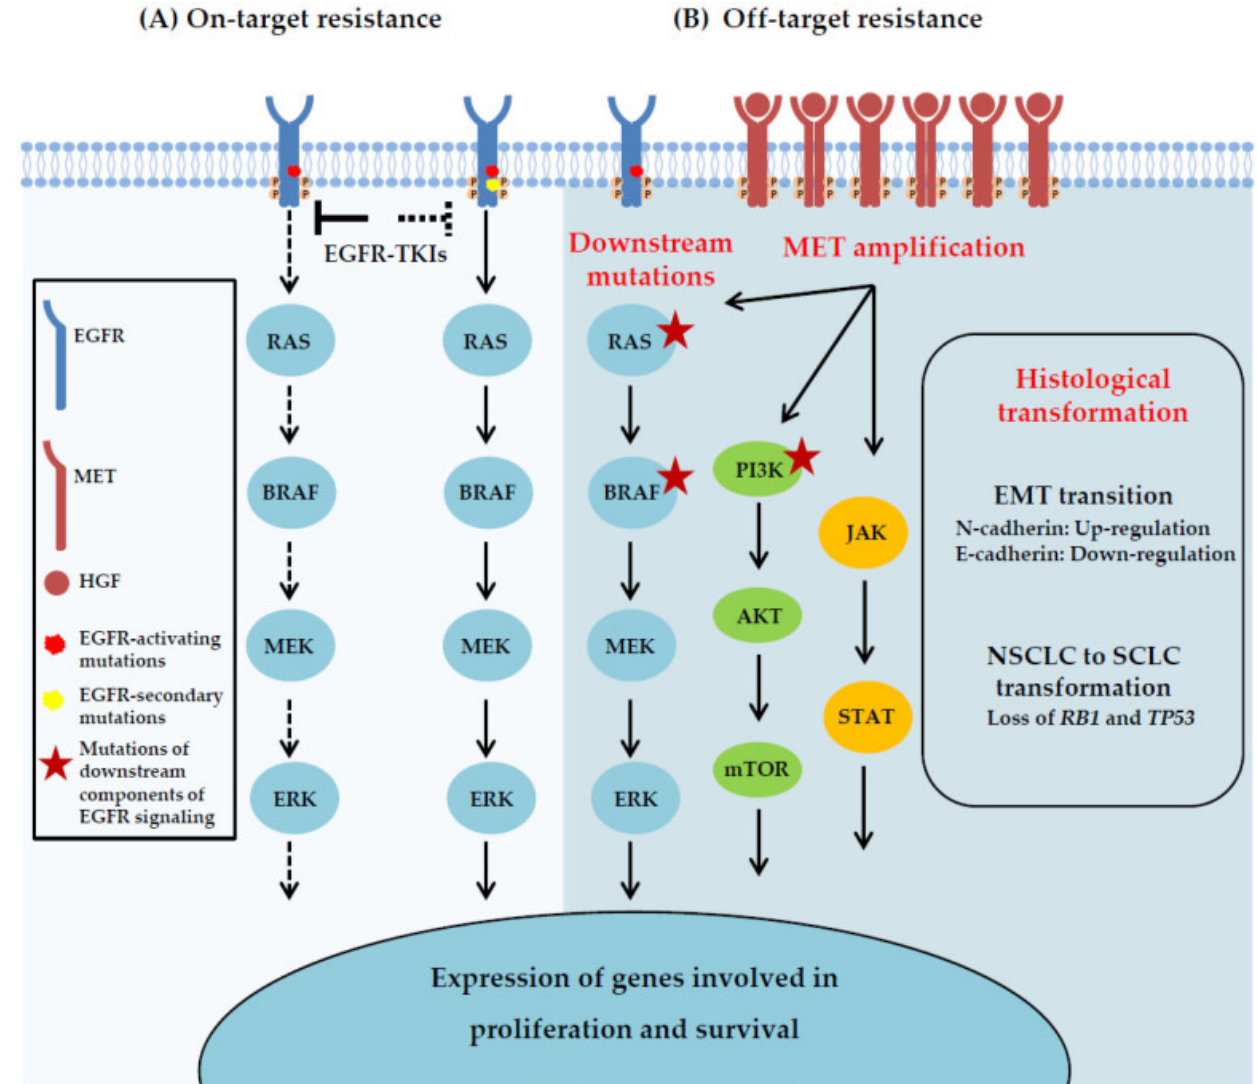 (A) On-target resistance
(B) Off-target resistance
P P
P P
P P
P P
P P
P P
P P P P P P P P P P P P
P P P P P P P P P P P P
EGFR-TKIs
RAS
BRAF
MEK
ERK
RAS
BRAF
MEK
ERK
EGFR
MET
HGF
EGFR-activating
mutations
EGFR-secondary
mutations
Mutations of
downstream
components of
EGFR signaling
Downstream
mutations
RAS
BRAF
MEK
ERK
MET amplification
PI3K
AKT
mTOR
JAK
STAT
Histological
transformation
EMT transition
N-cadherin: Up-regulation
E-cadherin: Down-regulation
NSCLC to SCLC
transformation
Loss of RB1 and TP53
Expression of genes involved in
proliferation and survival